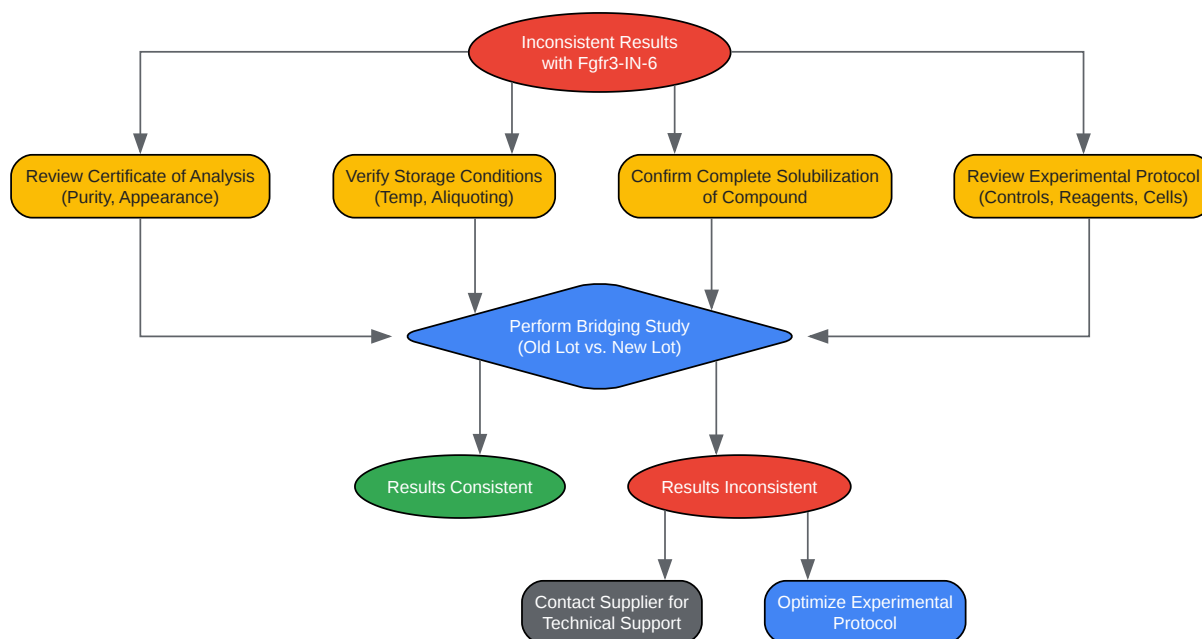 Inconsistent Results
with Fgfr3-IN-6
Review Certificate of Analysis
(Purity, Appearance)
Verify Storage Conditions
(Temp, Aliquoting)
Confirm Complete Solubilization
of Compound
Review Experimental Protocol
(Controls, Reagents, Cells)
Perform Bridging Study
(Old Lot vs. New Lot)
Results Consistent
Results Inconsistent
Contact Supplier for
Technical Support
Optimize Experimental
Protocol